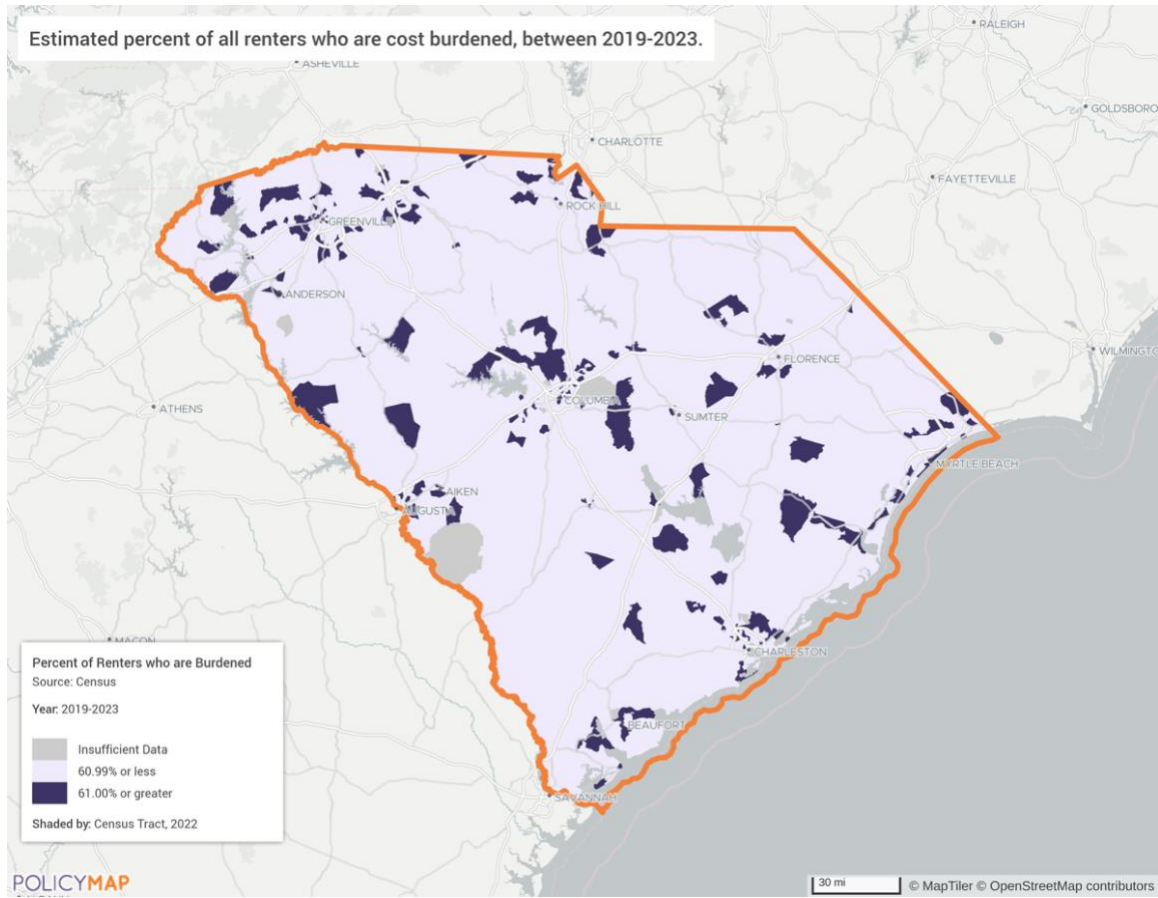 Estimated percent of all renters who are cost burdened, between 2019-2023.
RALEIGH
ASHEVILLE
GOLDSBORO
CHARLOTTE
FAYETTEVILLE
ROCK HILL
GREENVILLE
ANDERSON
WILMINGTON
FLORENCE
ATHENS
COLUMBIA
SUMTER
MYRTLE BEACH
AIKEN
AUGUSTA
MACON
CHARLESTON
BEAUFORT
SAVANNAH
Percent of Renters who are Burdened
Source: Census
Year: 2019-2023
Insufficient Data
60.99% or less
61.00% or greater
Shaded by: Census Tract, 2022
POLICYMAP
30 mi
© MapTiler © OpenStreetMap contributors